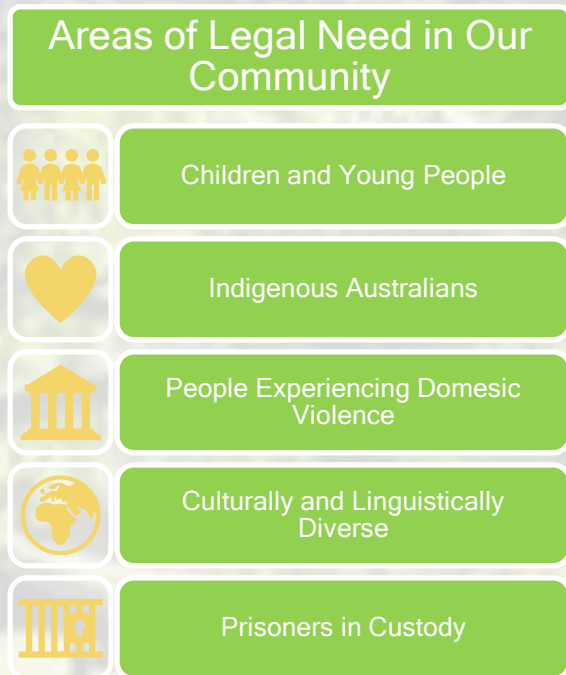 Areas of Legal Need in Our
Community
Children and Young People
Indigenous Australians
People Experiencing Domesic
Violence
Culturally and Linguistically
Diverse
Prisoners in Custody